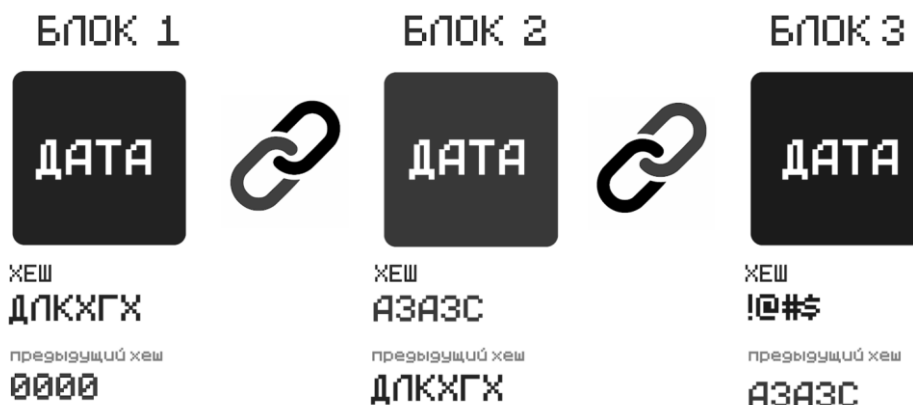 БЛОК 1
ДАТА
ХЕШ
ДЛКХГХ
предыдущий хеш
0000
БЛОК 2
ДАТА
ХЕШ
АЗАЗС
предыдущий хеш
ДЛКХГХ
БЛОК 3
ДАТА
ХЕШ
!@#$
предыдущий хеш
АЗАЗС